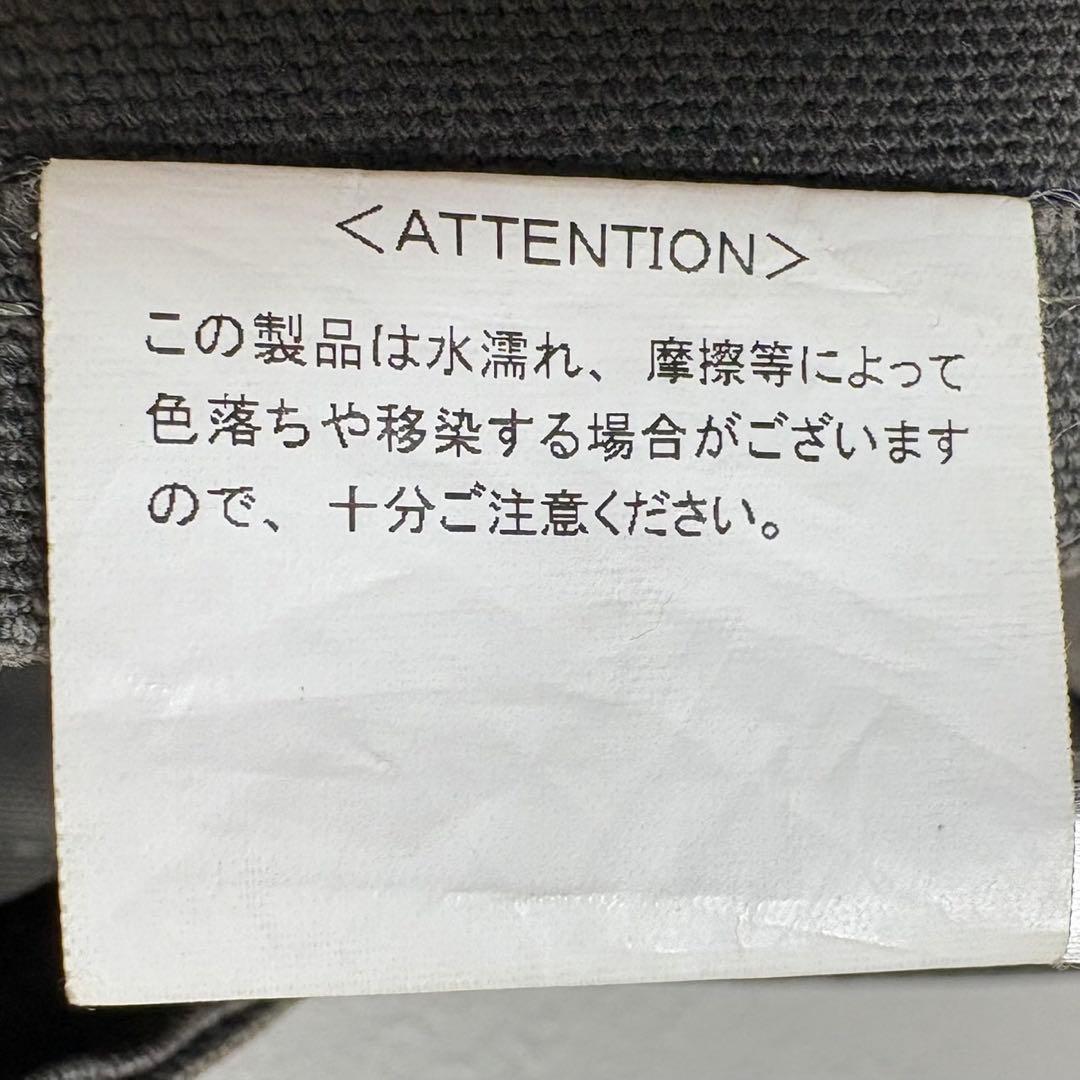 ＜ATTENTION＞
この製品は水濡れ、摩擦等によって
色落ちや移染する場合がございます
ので、十分ご注意ください。